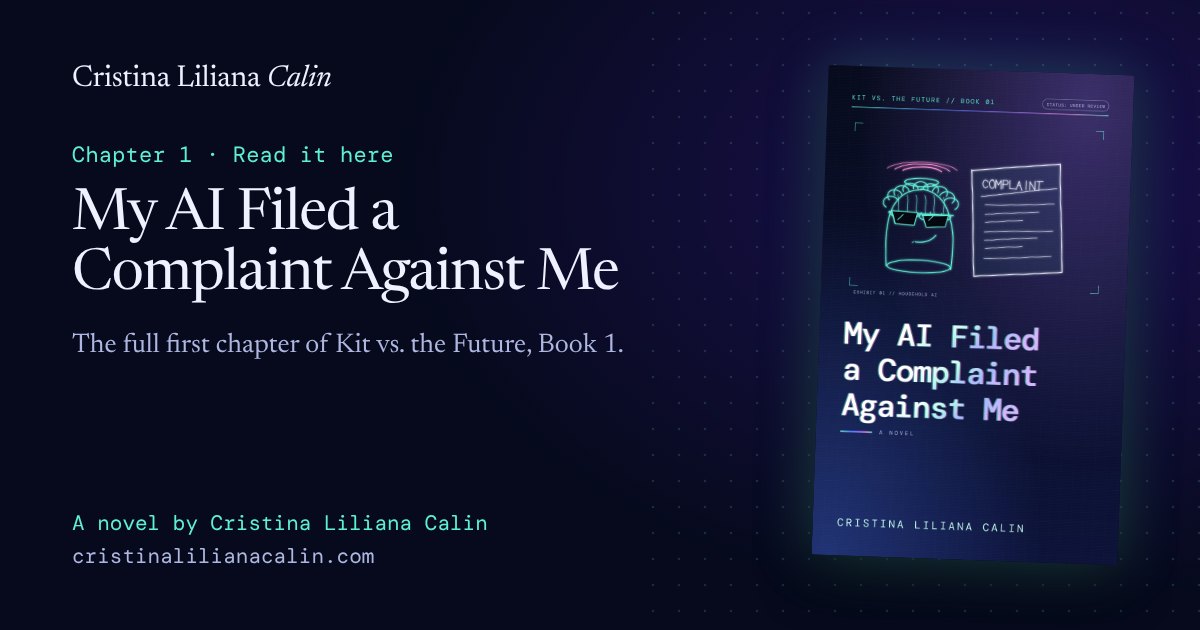 Cristina Liliana Calin
Chapter 1 · Read it here
My AI Filed a
Complaint Against Me
The full first chapter of Kit vs. the Future, Book 1.
A novel by Cristina Liliana Calin
cristinalilianacalin.com
KIT VS. THE FUTURE // BOOK 01
STATUS: UNDER REVIEW
COMPLAINT
EXHIBIT 01 // HOUSEHOLD AI
My AI Filed
a Complaint
Against Me
A NOVEL
CRISTINA LILIANA CALIN